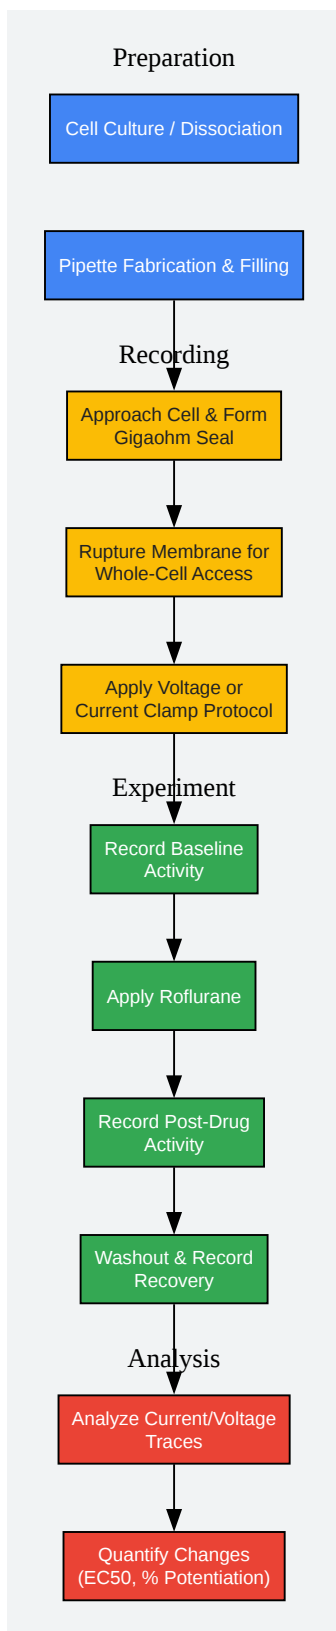 Preparation
Cell Culture / Dissociation
Pipette Fabrication & Filling
Recording
Approach Cell & Form
Gigaohm Seal
Rupture Membrane for
Whole-Cell Access
Apply Voltage or
Current Clamp Protocol
Experiment
Record Baseline
Activity
Apply Roflurane
Record Post-Drug
Activity
Washout & Record
Recovery
Analysis
Analyze Current/Voltage
Traces
Quantify Changes
(EC50, % Potentiation)